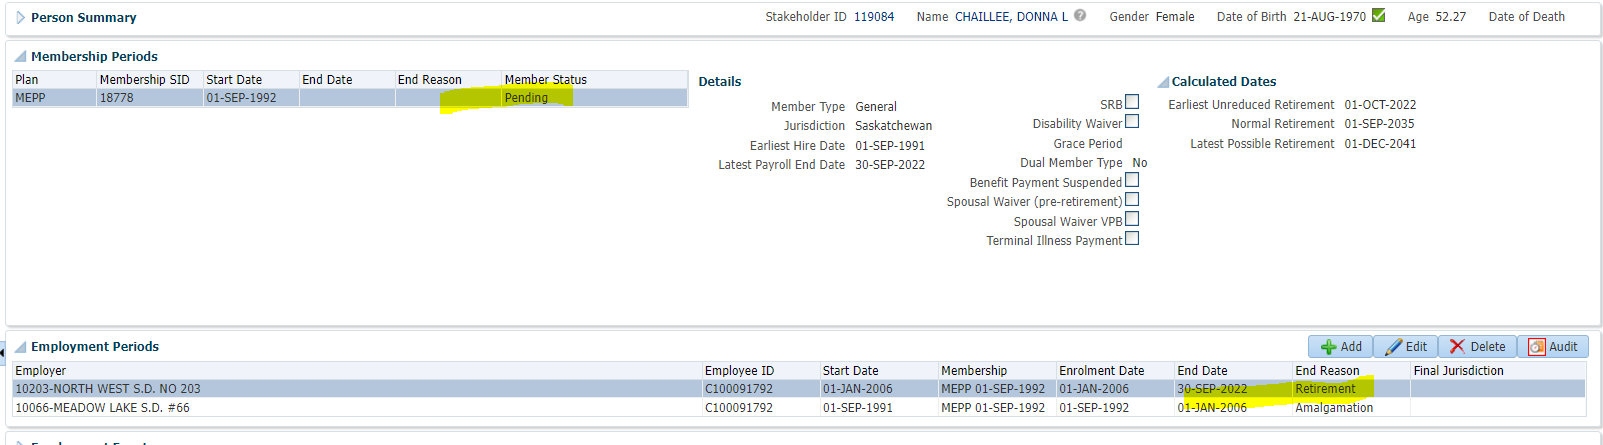 Person Summary Stakeholder ID 119084 Name CHAILLEE, DONNA L Gender Female Date of Birth 21-AUG-1970 Age 52.27 Date of Death
Membership Periods
Plan Membership SID Start Date End Date End Reason Member Status
MEPP 18778 01-SEP-1992 Pending
Details
Member Type General
Jurisdiction Saskatchewan
Earliest Hire Date 01-SEP-1991
Latest Payroll End Date 30-SEP-2022
SRB
Disability Waiver
Grace Period
Dual Member Type No
Benefit Payment Suspended
Spousal Waiver (pre-retirement)
Spousal Waiver VPB
Terminal Illness Payment
Calculated Dates
Earliest Unreduced Retirement 01-OCT-2022
Normal Retirement 01-SEP-2035
Latest Possible Retirement 01-DEC-2041
Employment Periods Add Edit Delete Audit
Employer Employee ID Start Date Membership Enrolment Date End Date End Reason Final Jurisdiction
10203-NORTH WEST S.D. NO 203 C100091792 01-JAN-2006 MEPP 01-SEP-1992 01-JAN-2006 30-SEP-2022 Retirement
10066-MEADOW LAKE S.D. #66 C100091792 01-SEP-1991 MEPP 01-SEP-1992 01-SEP-1992 01-JAN-2006 Amalgamation